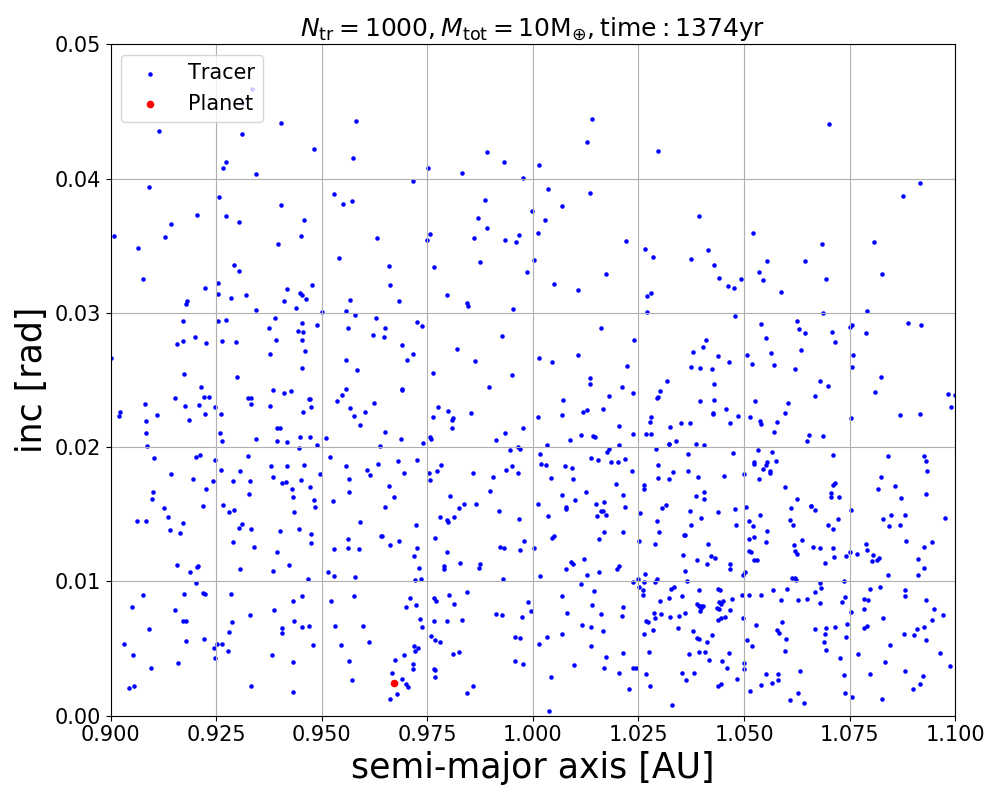 N_tr = 1000, M_tot = 10M_⊕, time : 1374yr
0.05
Tracer
Planet
0.04
0.03
0.02
0.01
0.00
inc [rad]
0.900 0.925 0.950 0.975 1.000 1.025 1.050 1.075 1.100
semi-major axis [AU]